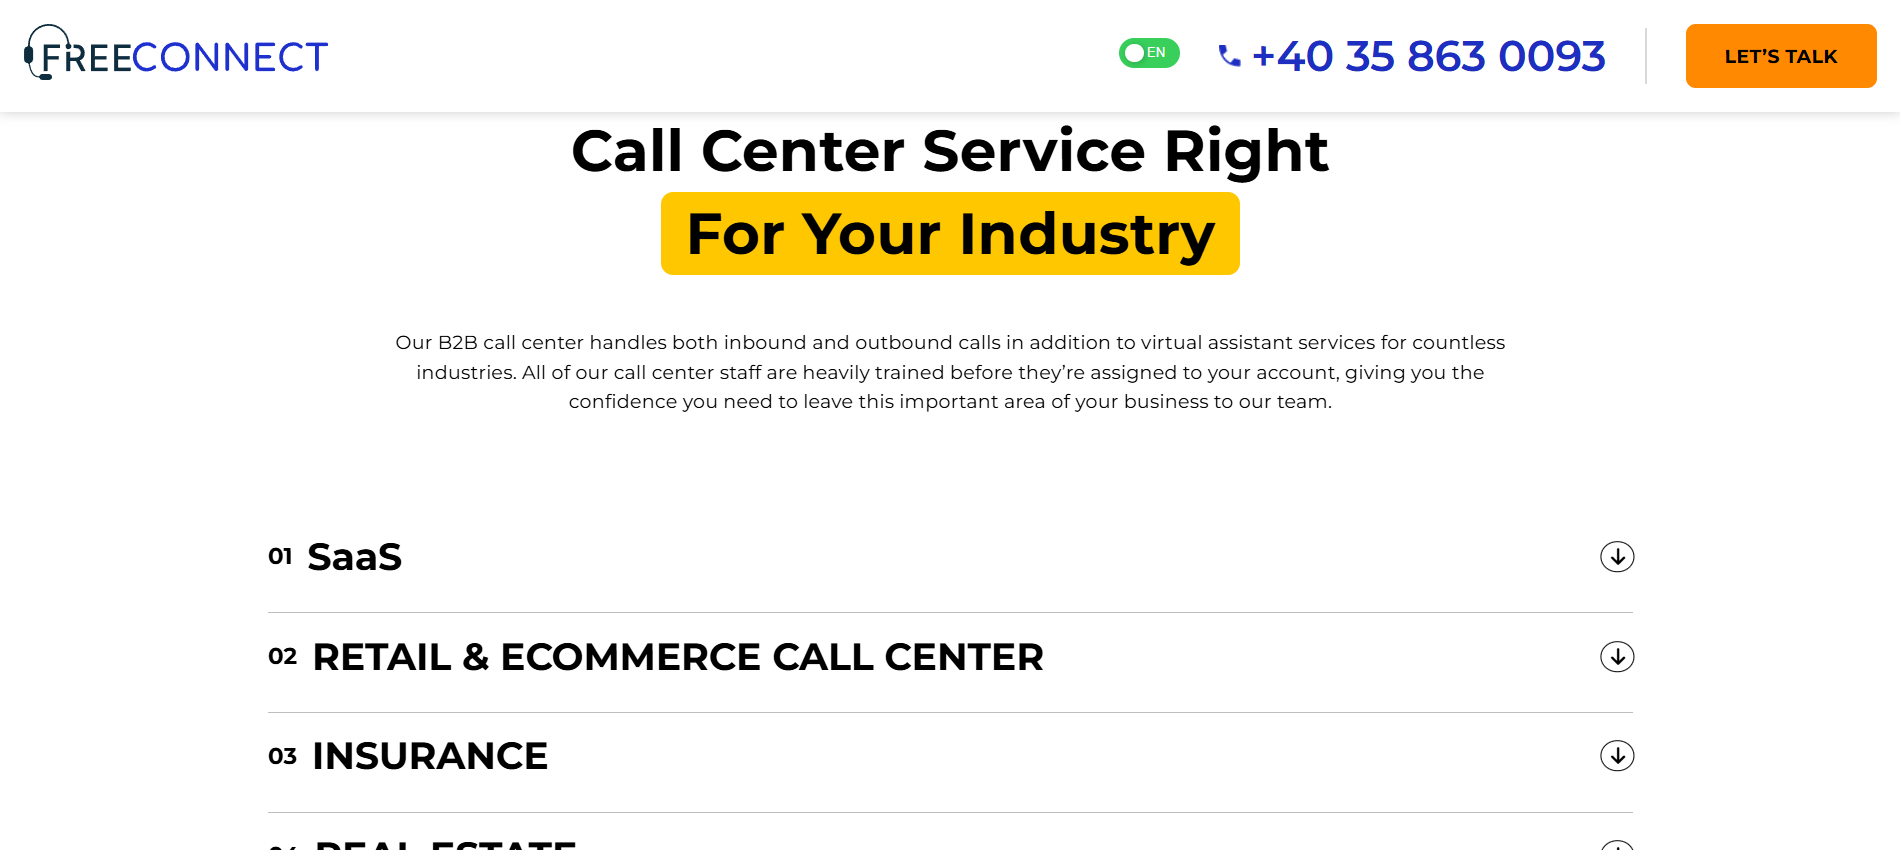 FREECONNECT
EN
+40 35 863 0093
LET’S TALK
Call Center Service Right
For Your Industry
Our B2B call center handles both inbound and outbound calls in addition to virtual assistant services for countless
industries. All of our call center staff are heavily trained before they’re assigned to your account, giving you the
confidence you need to leave this important area of your business to our team.
01 SaaS
02 RETAIL & ECOMMERCE CALL CENTER
03 INSURANCE
04 REAL ESTATE